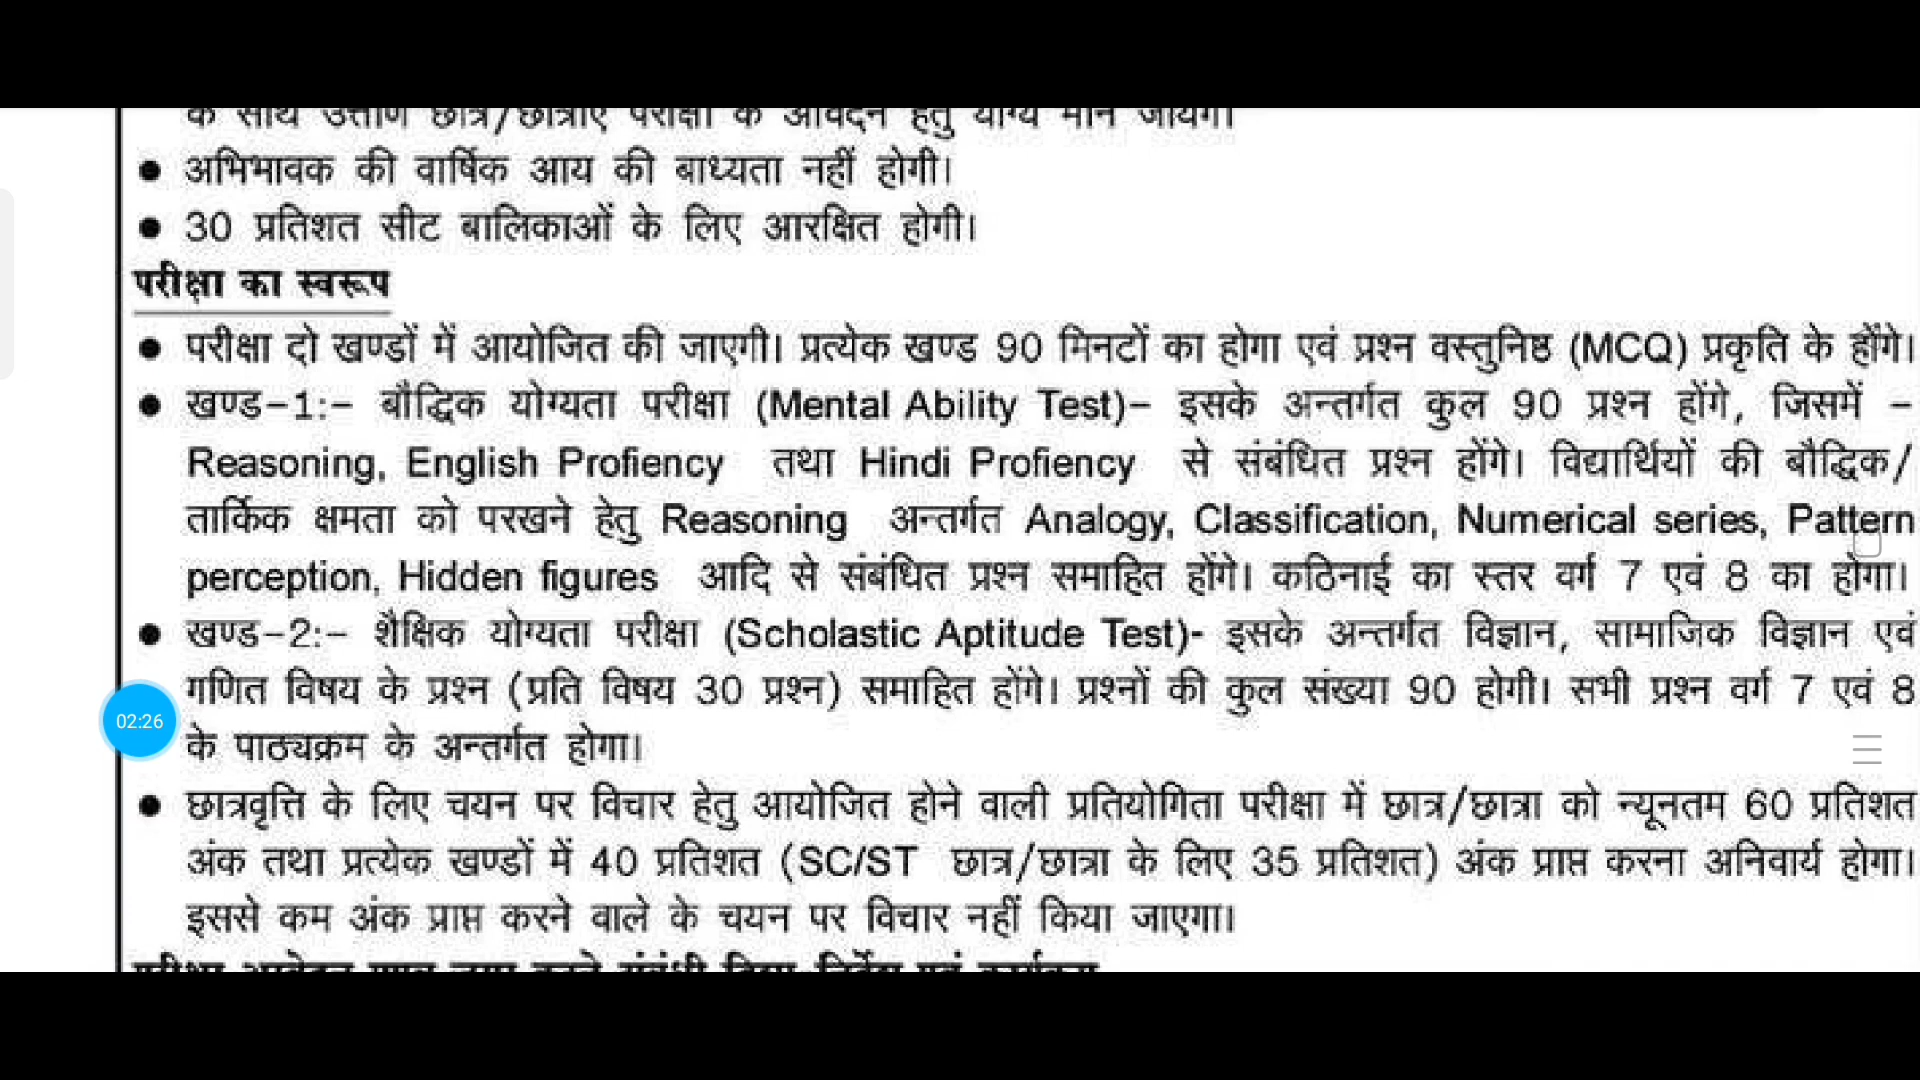 के साथ उत्तीर्ण छात्र/छात्राएं परीक्षा के आवेदन हेतु योग्य माने जायेंगे।
● अभिभावक की वार्षिक आय की बाध्यता नहीं होगी।
● 30 प्रतिशत सीट बालिकाओं के लिए आरक्षित होगी।
परीक्षा का स्वरूप
● परीक्षा दो खण्डों में आयोजित की जाएगी। प्रत्येक खण्ड 90 मिनटों का होगा एवं प्रश्न वस्तुनिष्ठ (MCQ) प्रकृति के होंगे।
● खण्ड-1:- बौद्धिक योग्यता परीक्षा (Mental Ability Test)- इसके अन्तर्गत कुल 90 प्रश्न होंगे, जिसमें -
Reasoning, English Profiency तथा Hindi Profiency से संबंधित प्रश्न होंगे। विद्यार्थियों की बौद्धिक/
तार्किक क्षमता को परखने हेतु Reasoning अन्तर्गत Analogy, Classification, Numerical series, Pattern
perception, Hidden figures आदि से संबंधित प्रश्न समाहित होंगे। कठिनाई का स्तर वर्ग 7 एवं 8 का होगा।
● खण्ड-2:- शैक्षिक योग्यता परीक्षा (Scholastic Aptitude Test)- इसके अन्तर्गत विज्ञान, सामाजिक विज्ञान एवं
गणित विषय के प्रश्न (प्रति विषय 30 प्रश्न) समाहित होंगे। प्रश्नों की कुल संख्या 90 होगी। सभी प्रश्न वर्ग 7 एवं 8
02:26
के पाठ्यक्रम के अन्तर्गत होगा।
● छात्रवृत्ति के लिए चयन पर विचार हेतु आयोजित होने वाली प्रतियोगिता परीक्षा में छात्र/छात्रा को न्यूनतम 60 प्रतिशत
अंक तथा प्रत्येक खण्डों में 40 प्रतिशत (SC/ST छात्र/छात्रा के लिए 35 प्रतिशत) अंक प्राप्त करना अनिवार्य होगा।
इससे कम अंक प्राप्त करने वाले के चयन पर विचार नहीं किया जाएगा।